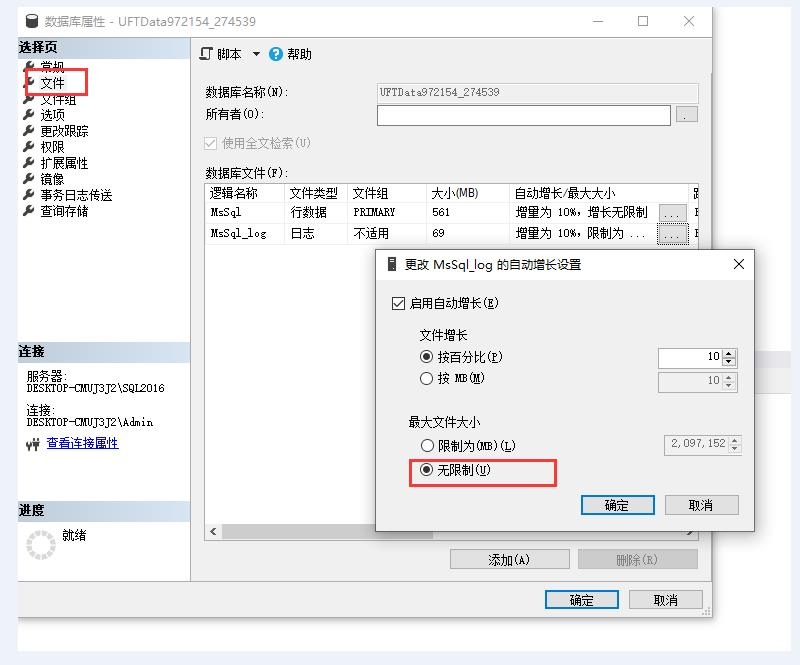 数据库属性 - UFTData972154_274539
选择页
常规
文件
文件组
选项
更改跟踪
权限
扩展属性
镜像
事务日志传送
查询存储
脚本 帮助
数据库名称(N): UFTData972154_274539
所有者(O):
使用全文检索(U)
数据库文件(F):
逻辑名称 文件类型 文件组 大小(MB) 自动增长/最大大小
MsSql 行数据 PRIMARY 561 增量为 10%，增长无限制 ...
MsSql_log 日志 不适用 69 增量为 10%，限制为 ... ...
更改 MsSql_log 的自动增长设置
启用自动增长(E)
文件增长
按百分比(P) 10
按 MB(M) 10
最大文件大小
限制为(MB)(L) 2,097,152
无限制(U)
确定 取消
连接
服务器:
DESKTOP-CMUJ3J2\SQL2016
连接:
DESKTOP-CMUJ3J2\Admin
查看连接属性
进度
就绪
添加(A) 删除(R)
确定 取消